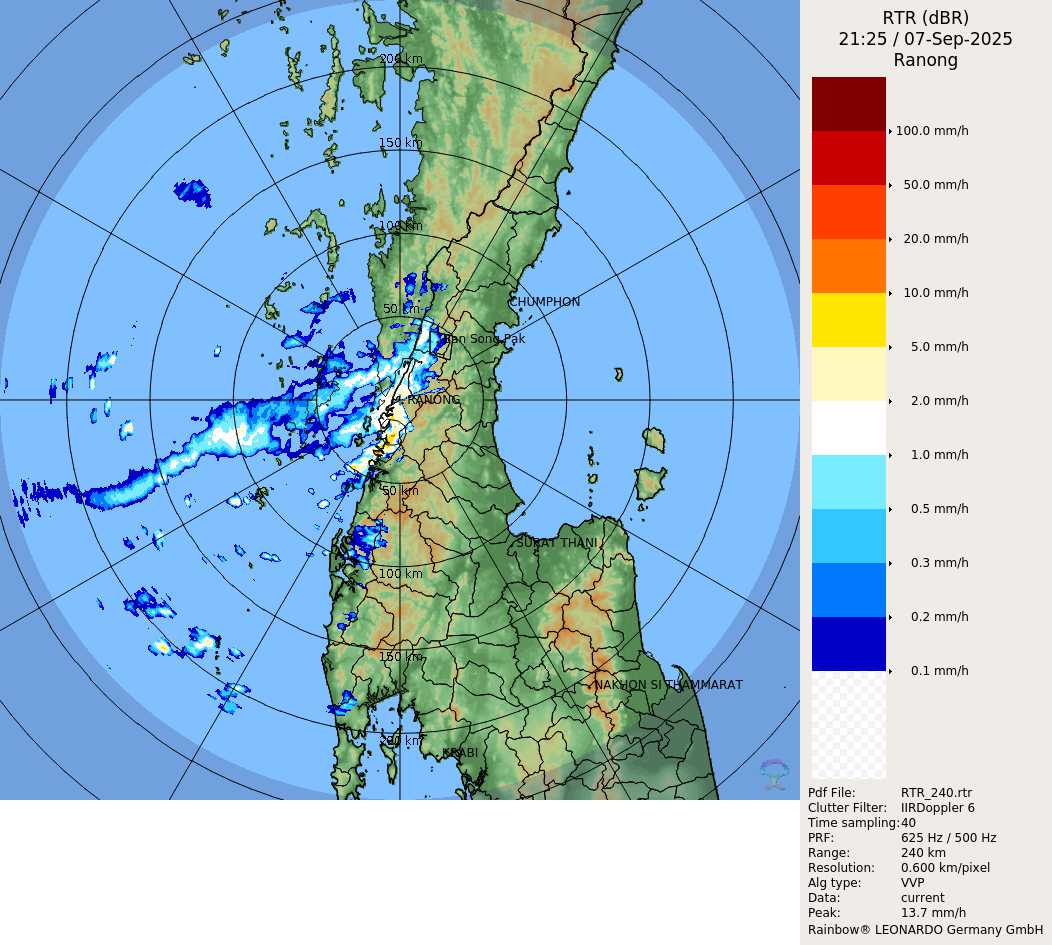 RTR (dBR)
21:25 / 07-Sep-2025
Ranong
100.0 mm/h
50.0 mm/h
20.0 mm/h
10.0 mm/h
5.0 mm/h
2.0 mm/h
1.0 mm/h
0.5 mm/h
0.3 mm/h
0.2 mm/h
0.1 mm/h
Pdf File: RTR_240.rtr
Clutter Filter: IIRDoppler 6
Time sampling: 40
PRF: 625 Hz / 500 Hz
Range: 240 km
Resolution: 0.600 km/pixel
Alg type: VVP
Data: current
Peak: 13.7 mm/h
Rainbow® LEONARDO Germany GmbH
200 km
150 km
100 km
CHUMPHON
50 km
Ban Song Pak
RANONG
50 km
SURAT THANI
100 km
150 km
NAKHON SI THAMMARAT
200 km
KRABI